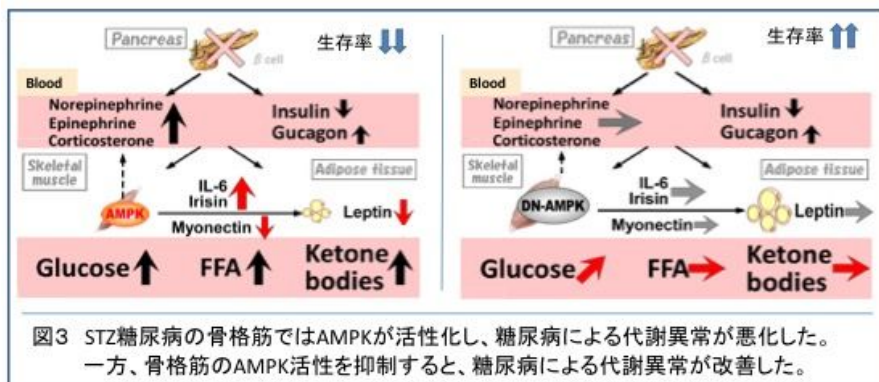 Pancreas
β cell
生存率
Blood
Norepinephrine
Epinephrine
Corticosterone
Insulin
Gucagon
Skeletal
muscle
Adipose tissue
AMPK
IL-6
Irisin
Myonectin
Leptin
Glucose
FFA
Ketone
bodies
Pancreas
β cell
生存率
Blood
Norepinephrine
Epinephrine
Corticosterone
Insulin
Gucagon
Skeletal
muscle
Adipose tissue
DN-AMPK
IL-6
Irisin
Myonectin
Leptin
Glucose
FFA
Ketone
bodies
図3 STZ糖尿病の骨格筋ではAMPKが活性化し、糖尿病による代謝異常が悪化した。
一方、骨格筋のAMPK活性を抑制すると、糖尿病による代謝異常が改善した。